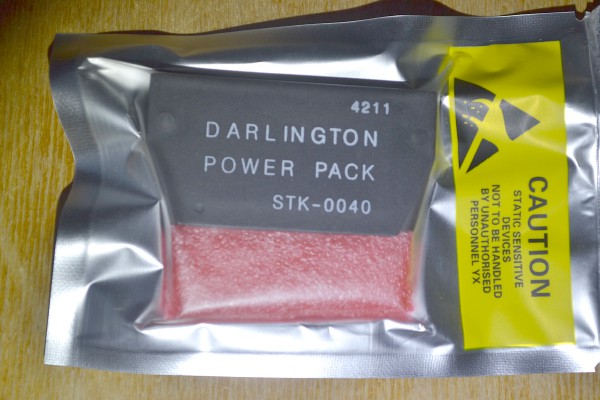 4211
DARLINGTON
POWER PACK
STK-0040
CAUTION
STATIC SENSITIVE
DEVICES
NOT TO BE HANDLED
BY UNAUTHORISED
PERSONNEL YX